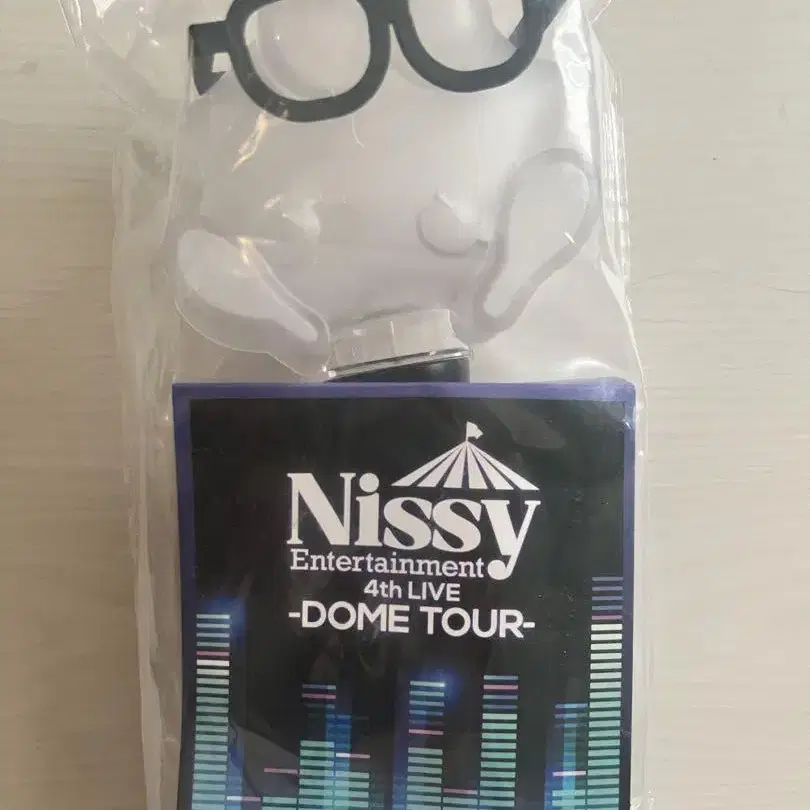 Nissy
Entertainment
4th LIVE
-DOME TOUR-